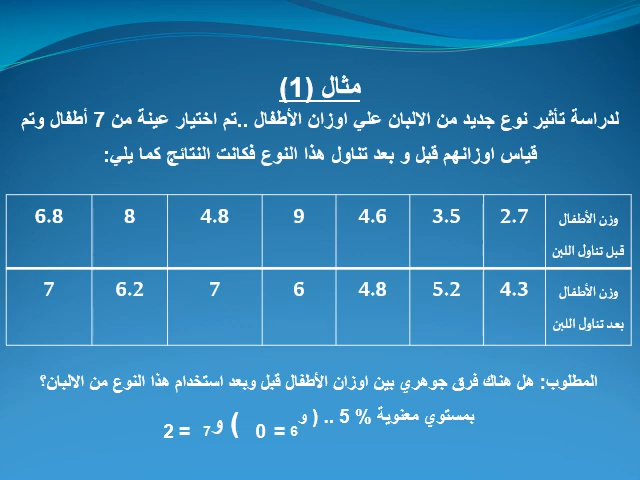 مثال (1)
لدراسة تأثير نوع جديد من الالبان علي اوزان الأطفال ..تم اختيار عينة من 7 أطفال وتم
قياس اوزانهم قبل و بعد تناول هذا النوع فكانت النتائج كما يلي:
وزن الأطفال قبل تناول اللبن 2.7 3.5 4.6 9 4.8 8 6.8
وزن الأطفال بعد تناول اللبن 4.3 5.2 4.8 6 7 6.2 7
المطلوب: هل هناك فرق جوهري بين اوزان الأطفال قبل وبعد استخدام هذا النوع من الالبان؟
بمستوي معنوية % 5 .. ( و6 = 0 ) و7 = 2